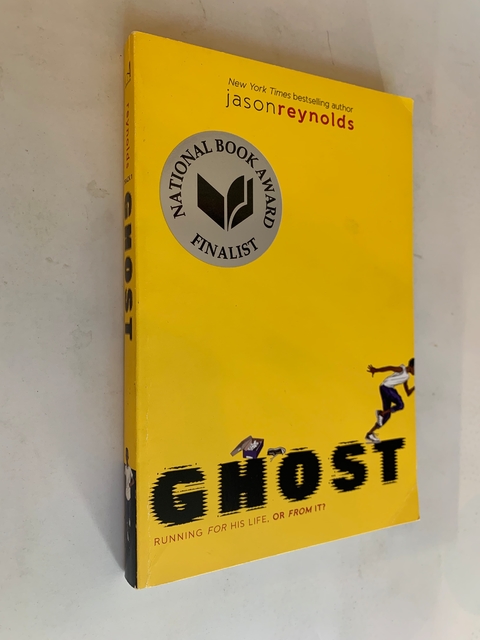 New York Times bestselling author
jasonreynolds
NATIONAL BOOK AWARD
FINALIST
GHOST
RUNNING FOR HIS LIFE, OR FROM IT?
reynolds
GHOST